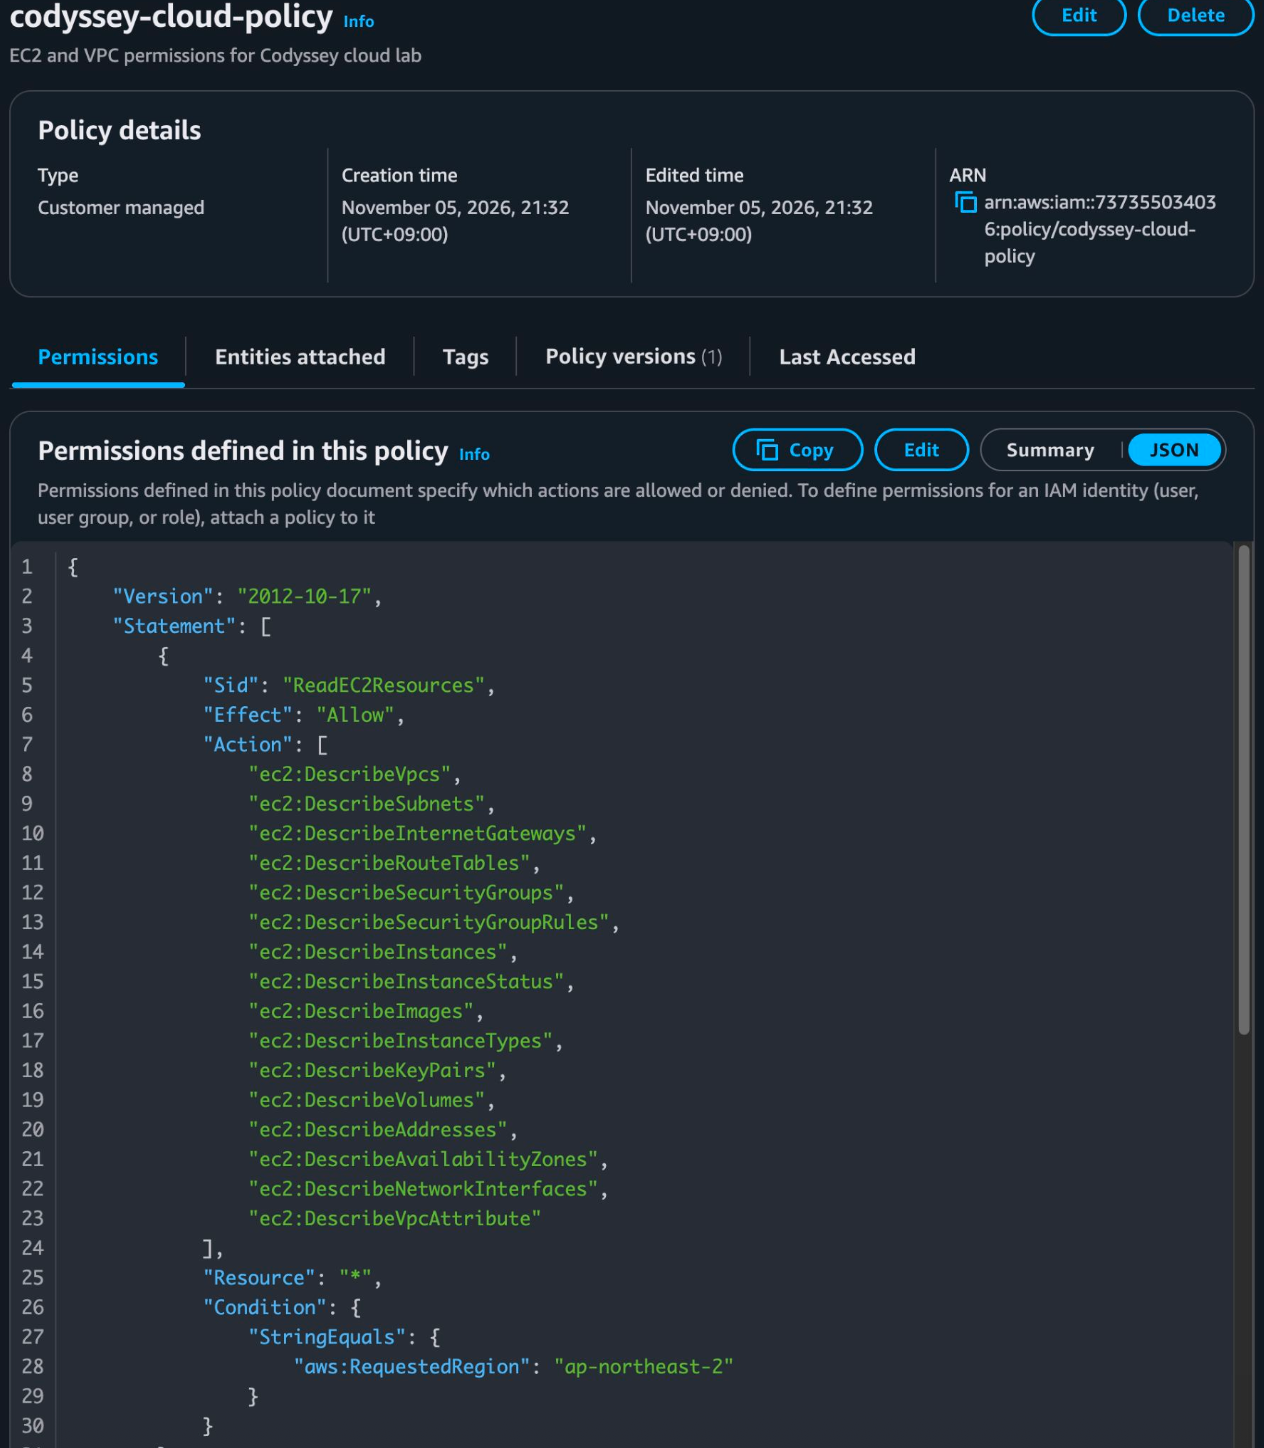 codyssey-cloud-policy Info
Edit
Delete
EC2 and VPC permissions for Codyssey cloud lab
Policy details
Type
Customer managed
Creation time
November 05, 2026, 21:32
(UTC+09:00)
Edited time
November 05, 2026, 21:32
(UTC+09:00)
ARN
arn:aws:iam::73735503403
6:policy/codyssey-cloud-
policy
Permissions
Entities attached
Tags
Policy versions (1)
Last Accessed
Permissions defined in this policy Info
Copy
Edit
Summary
JSON
Permissions defined in this policy document specify which actions are allowed or denied. To define permissions for an IAM identity (user,
user group, or role), attach a policy to it
1 {
2 "Version": "2012-10-17",
3 "Statement": [
4 {
5 "Sid": "ReadEC2Resources",
6 "Effect": "Allow",
7 "Action": [
8 "ec2:DescribeVpcs",
9 "ec2:DescribeSubnets",
10 "ec2:DescribeInternetGateways",
11 "ec2:DescribeRouteTables",
12 "ec2:DescribeSecurityGroups",
13 "ec2:DescribeSecurityGroupRules",
14 "ec2:DescribeInstances",
15 "ec2:DescribeInstanceStatus",
16 "ec2:DescribeImages",
17 "ec2:DescribeInstanceTypes",
18 "ec2:DescribeKeyPairs",
19 "ec2:DescribeVolumes",
20 "ec2:DescribeAddresses",
21 "ec2:DescribeAvailabilityZones",
22 "ec2:DescribeNetworkInterfaces",
23 "ec2:DescribeVpcAttribute"
24 ],
25 "Resource": "*",
26 "Condition": {
27 "StringEquals": {
28 "aws:RequestedRegion": "ap-northeast-2"
29 }
30 }